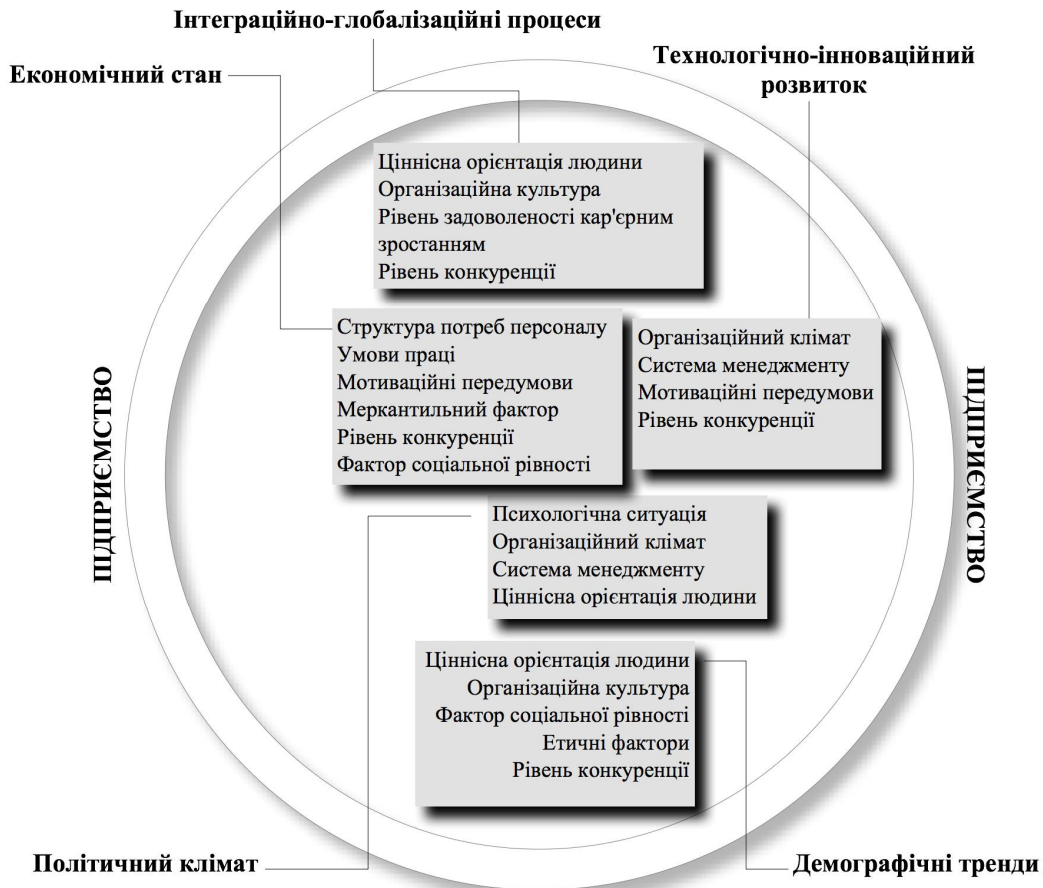 Інтеграційно-глобалізаційні процеси
Економічний стан
Технологічно-інноваційний
розвиток
Ціннісна орієнтація людини
Організаційна культура
Рівень задоволеності кар'єрним
зростанням
Рівень конкуренції
Структура потреб персоналу
Умови праці
Мотиваційні передумови
Меркантильний фактор
Рівень конкуренції
Фактор соціальної рівності
Організаційний клімат
Система менеджменту
Мотиваційні передумови
Рівень конкуренції
ПІДПРИЄМСТВО
ПІДПРИЄМСТВО
Психологічна ситуація
Організаційний клімат
Система менеджменту
Ціннісна орієнтація людини
Ціннісна орієнтація людини
Організаційна культура
Фактор соціальної рівності
Етичні фактори
Рівень конкуренції
Політичний клімат
Демографічні тренди